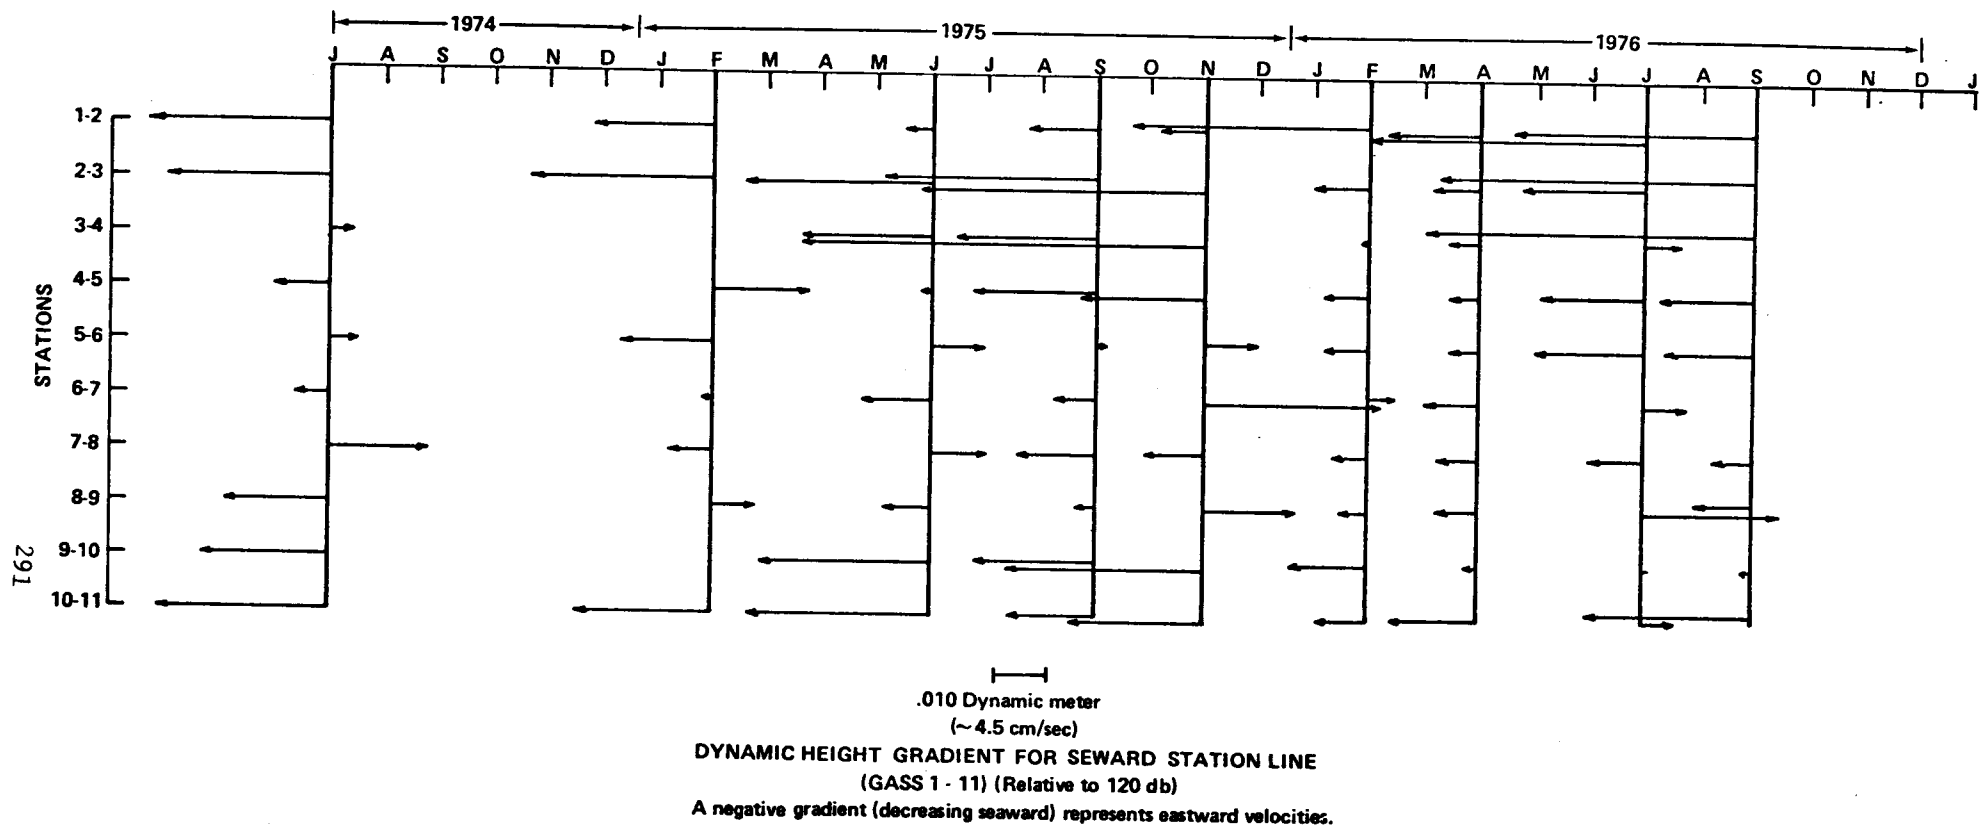 1974 1975 1976
J A S O N D J F M A M J J A S O N D J F M A M J J A S O N D J
1-2
2-3
3-4
4-5
5-6
6-7
7-8
8-9
9-10
10-11
STATIONS
291
.010 Dynamic meter
(~4.5 cm/sec)
DYNAMIC HEIGHT GRADIENT FOR SEWARD STATION LINE
(GASS 1 - 11) (Relative to 120 db)
A negative gradient (decreasing seaward) represents eastward velocities.